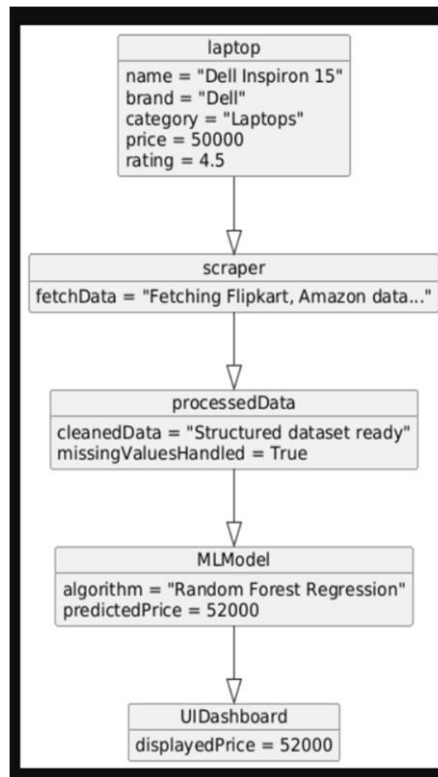 laptop
name = "Dell Inspiron 15"
brand = "Dell"
category = "Laptops"
price = 50000
rating = 4.5
scraper
fetchData = "Fetching Flipkart, Amazon data..."
processedData
cleanedData = "Structured dataset ready"
missingValuesHandled = True
MLModel
algorithm = "Random Forest Regression"
predictedPrice = 52000
UIDashboard
displayedPrice = 52000